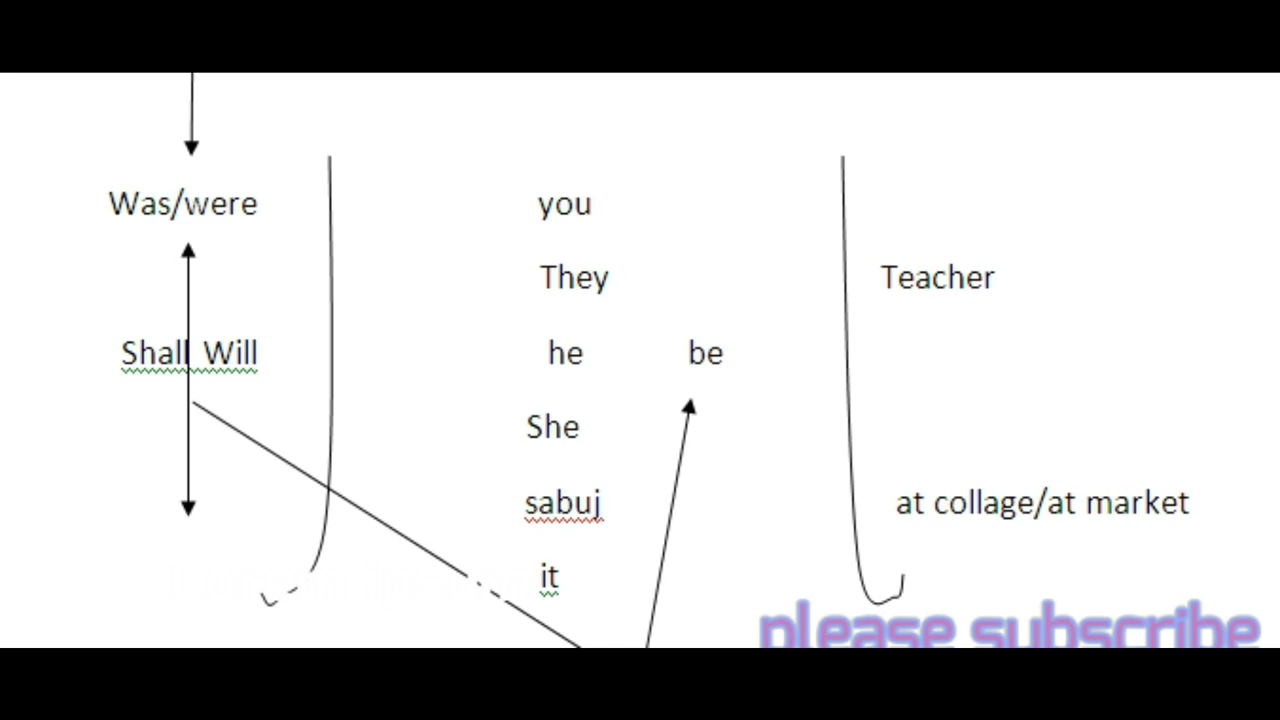 Was/were you
They Teacher
Shall Will he be
She
sabuj at collage/at market
it
please subscribe